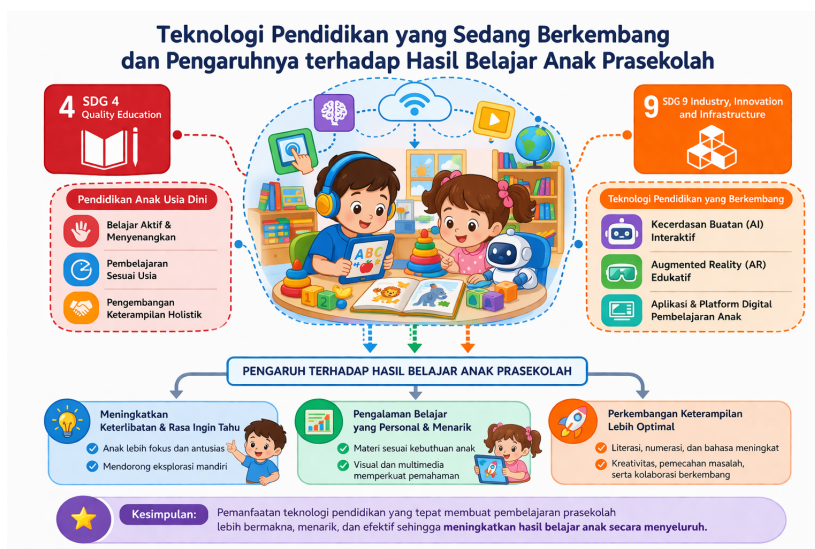 Teknologi Pendidikan yang Sedang Berkembang
dan Pengaruhnya terhadap Hasil Belajar Anak Prasekolah
4 SDG 4
Quality Education
9 SDG 9 Industry, Innovation
and Infrastructure
Pendidikan Anak Usia Dini
Belajar Aktif &
Menyenangkan
Pembelajaran
Sesuai Usia
Pengembangan
Keterampilan Holistik
ABC
1
2
A
Teknologi Pendidikan yang Berkembang
Kecerdasan Buatan (AI)
Interaktif
Augmented Reality (AR)
Edukatif
Aplikasi & Platform Digital
Pembelajaran Anak
PENGARUH TERHADAP HASIL BELAJAR ANAK PRASEKOLAH
Meningkatkan
Keterlibatan & Rasa Ingin Tahu
Anak lebih fokus dan antusias
Mendorong eksplorasi mandiri
Pengalaman Belajar
yang Personal & Menarik
Materi sesuai kebutuhan anak
Visual dan multimedia
memperkuat pemahaman
Perkembangan Keterampilan
Lebih Optimal
Literasi, numerasi, dan bahasa meningkat
Kreativitas, pemecahan masalah,
serta kolaborasi berkembang
Kesimpulan: Pemanfaatan teknologi pendidikan yang tepat membuat pembelajaran prasekolah
lebih bermakna, menarik, dan efektif sehingga meningkatkan hasil belajar anak secara menyeluruh.